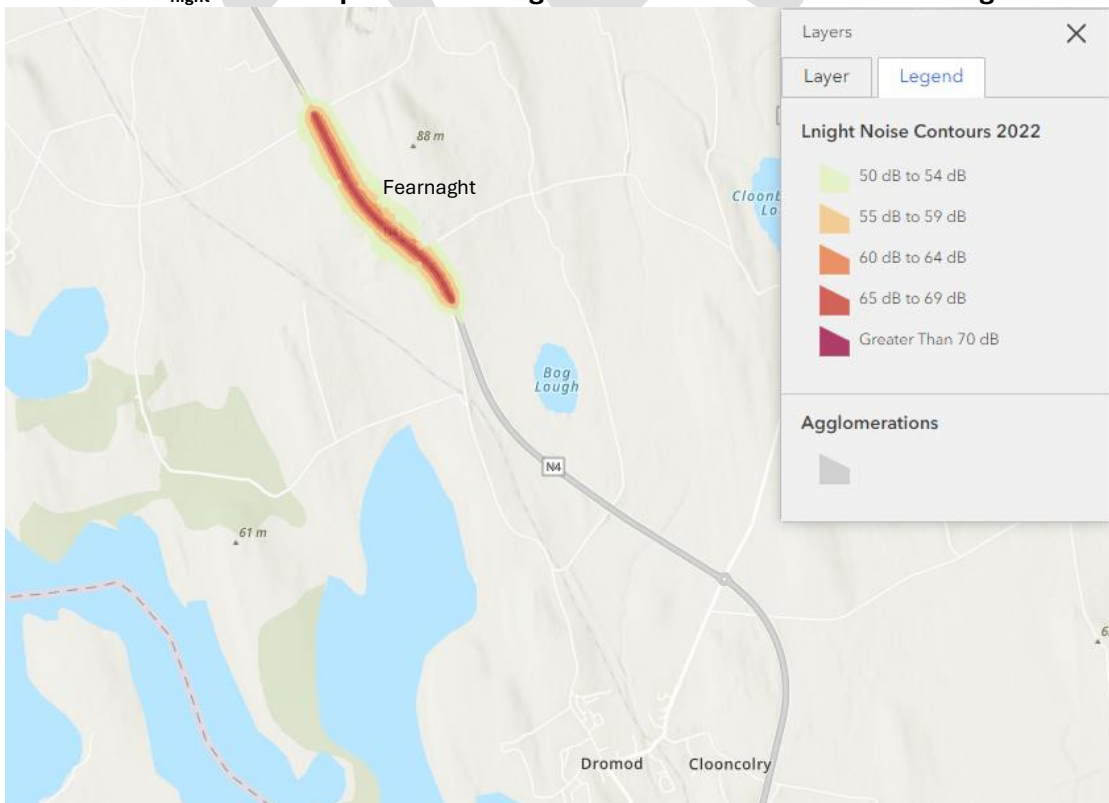 Layers
Layer
Legend
Lnight Noise Contours 2022
50 dB to 54 dB
55 dB to 59 dB
60 dB to 64 dB
65 dB to 69 dB
Greater Than 70 dB
Agglomerations
88 m
Fearnaght
Bog
Lough
N4
61 m
Dromod
Clooncolry